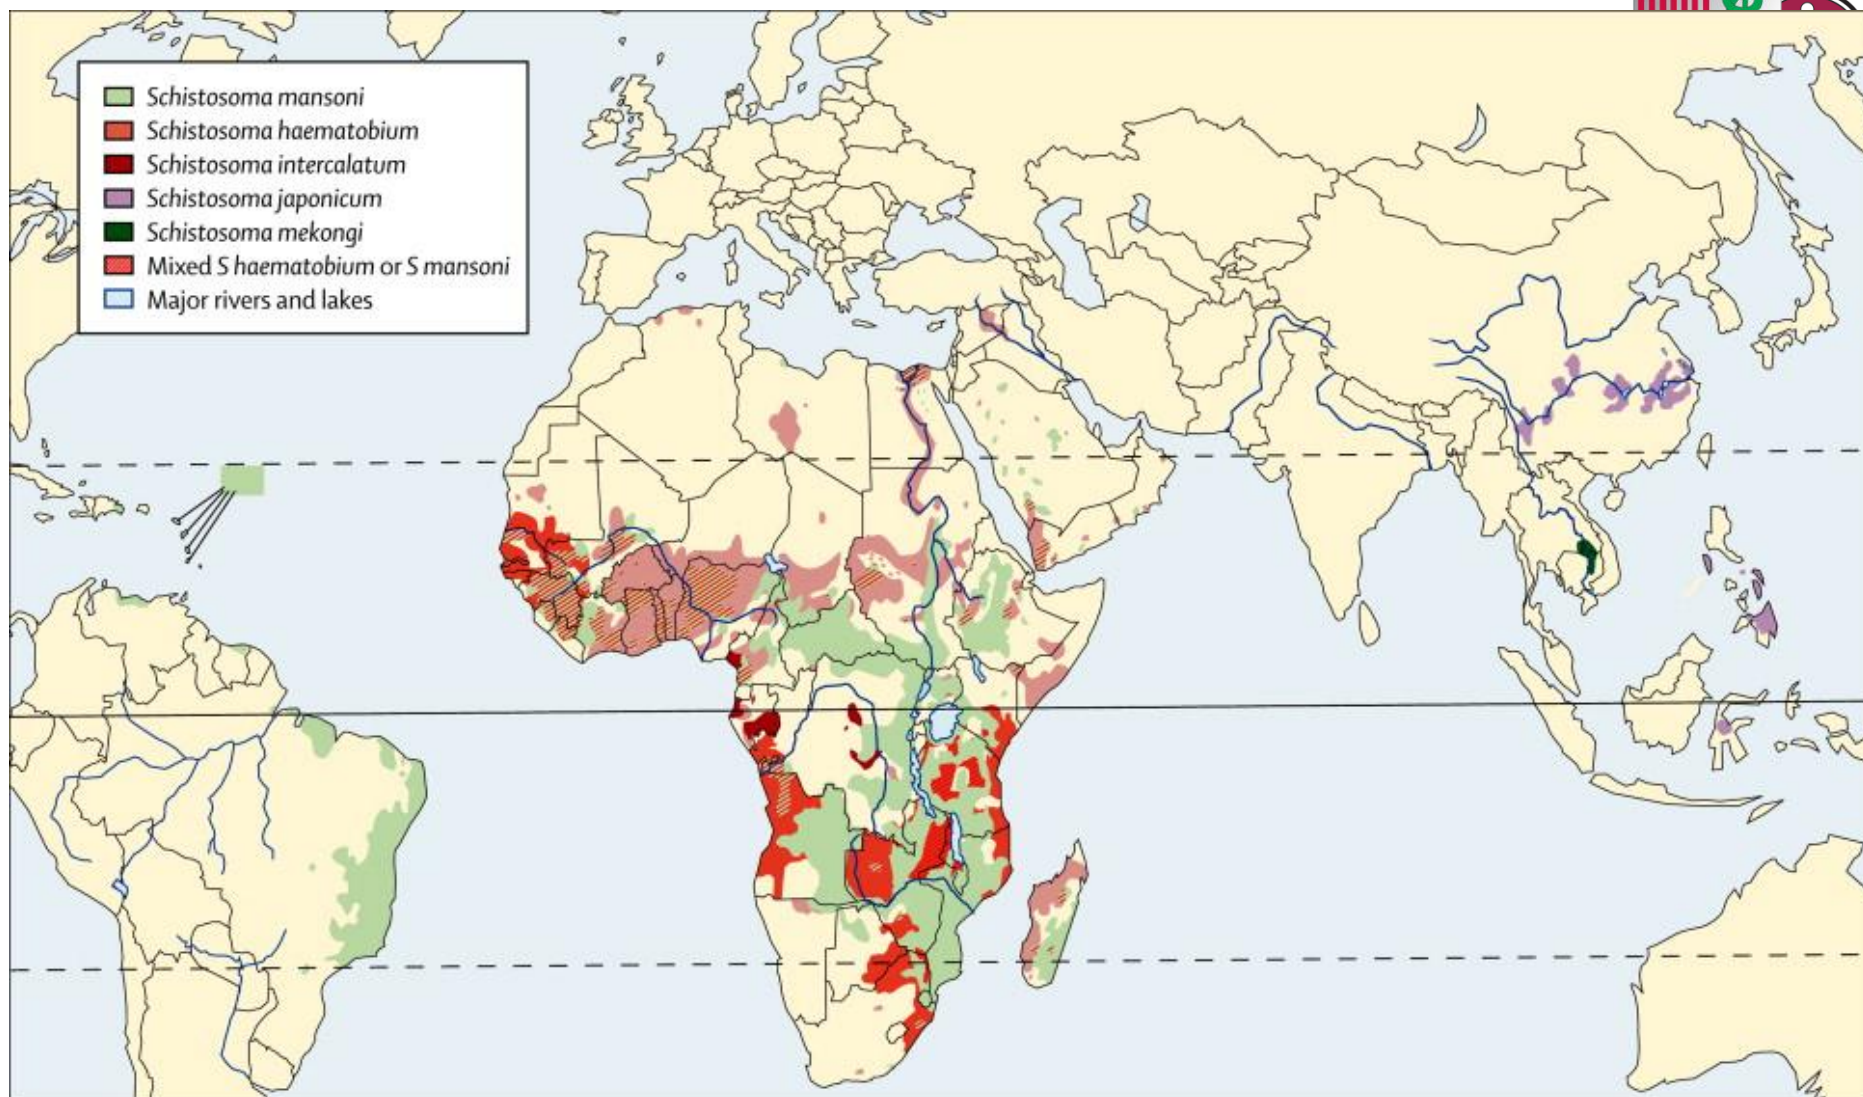 Schistosoma mansoni
Schistosoma haematobium
Schistosoma intercalatum
Schistosoma japonicum
Schistosoma mekongi
Mixed S haematobium or S mansoni
Major rivers and lakes